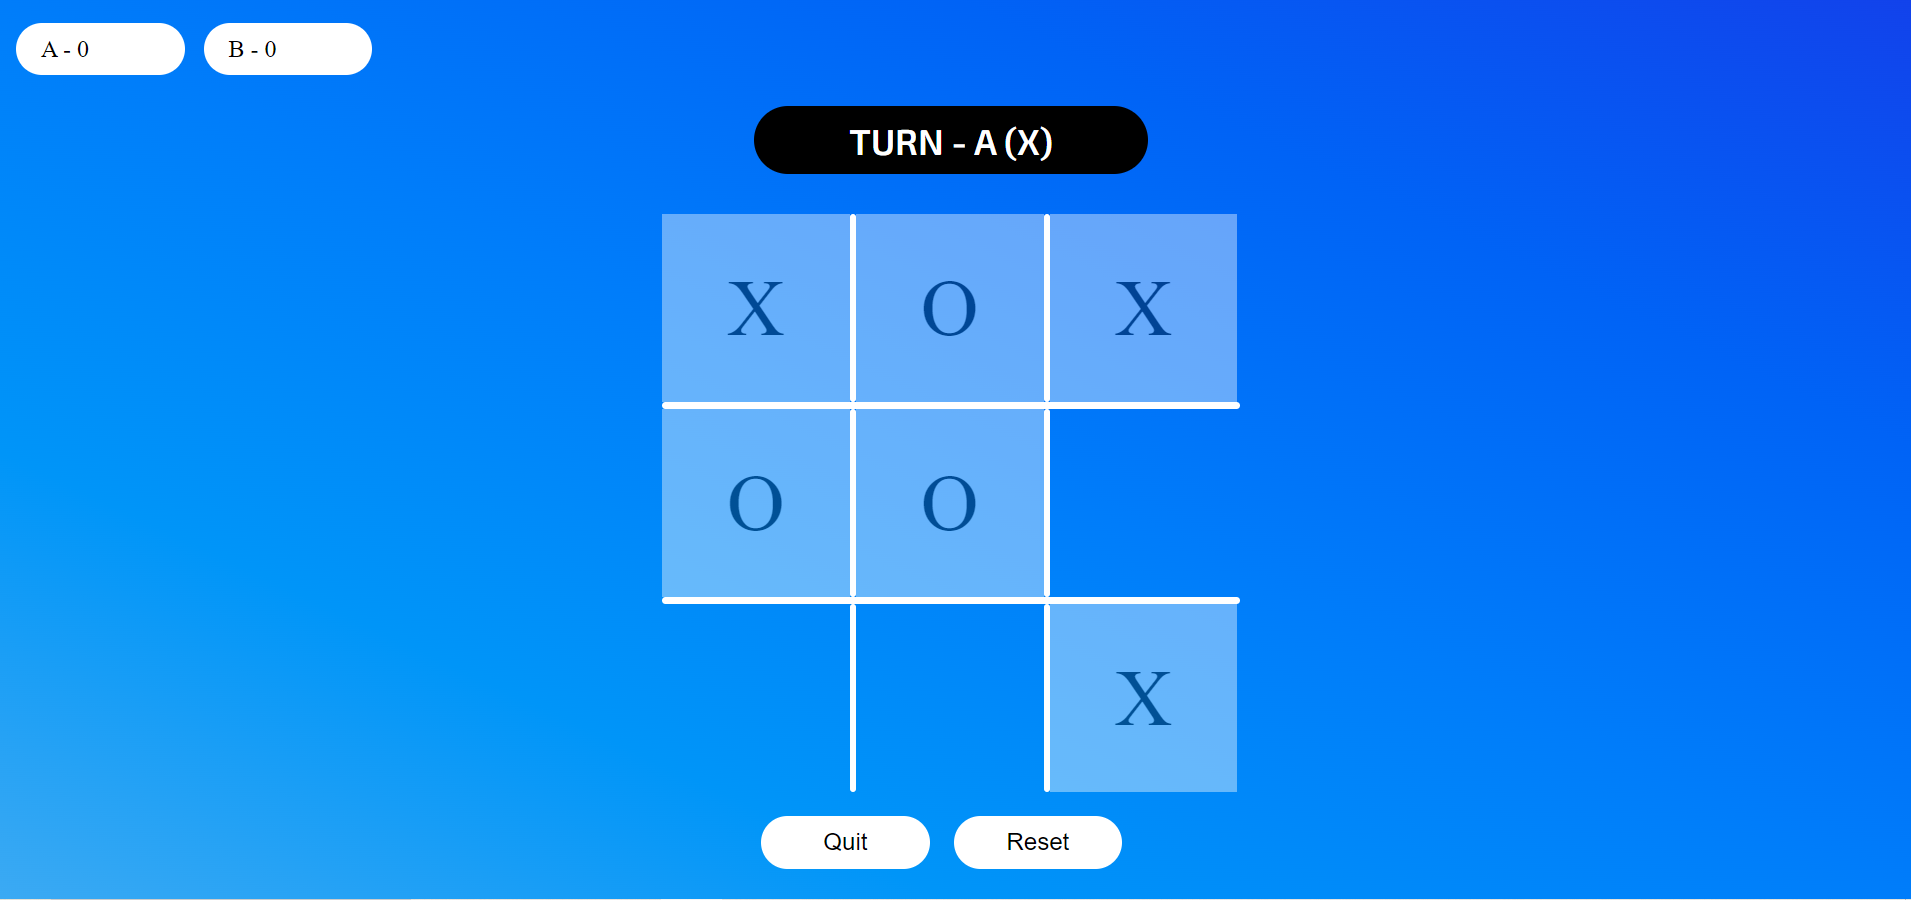 A - 0 B - 0
TURN - A (X)
X O X
O O
X
Quit Reset